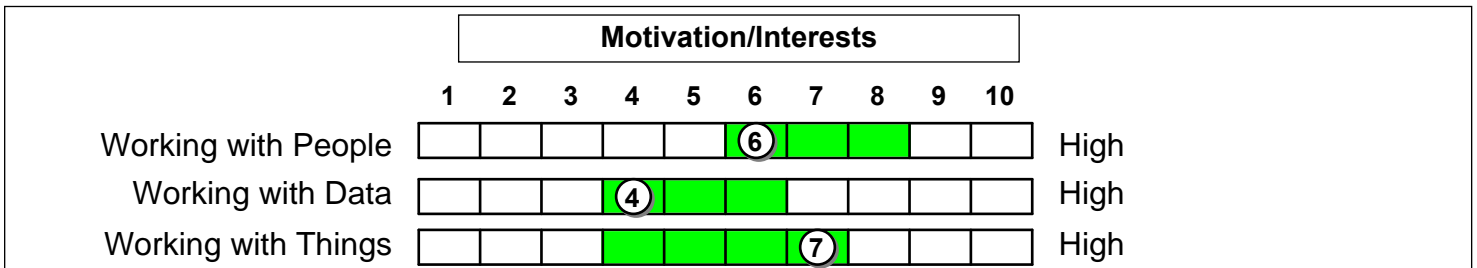 Motivation/Interests
1 2 3 4 5 6 7 8 9 10
Working with People 6 High
Working with Data 4 High
Working with Things 7 High